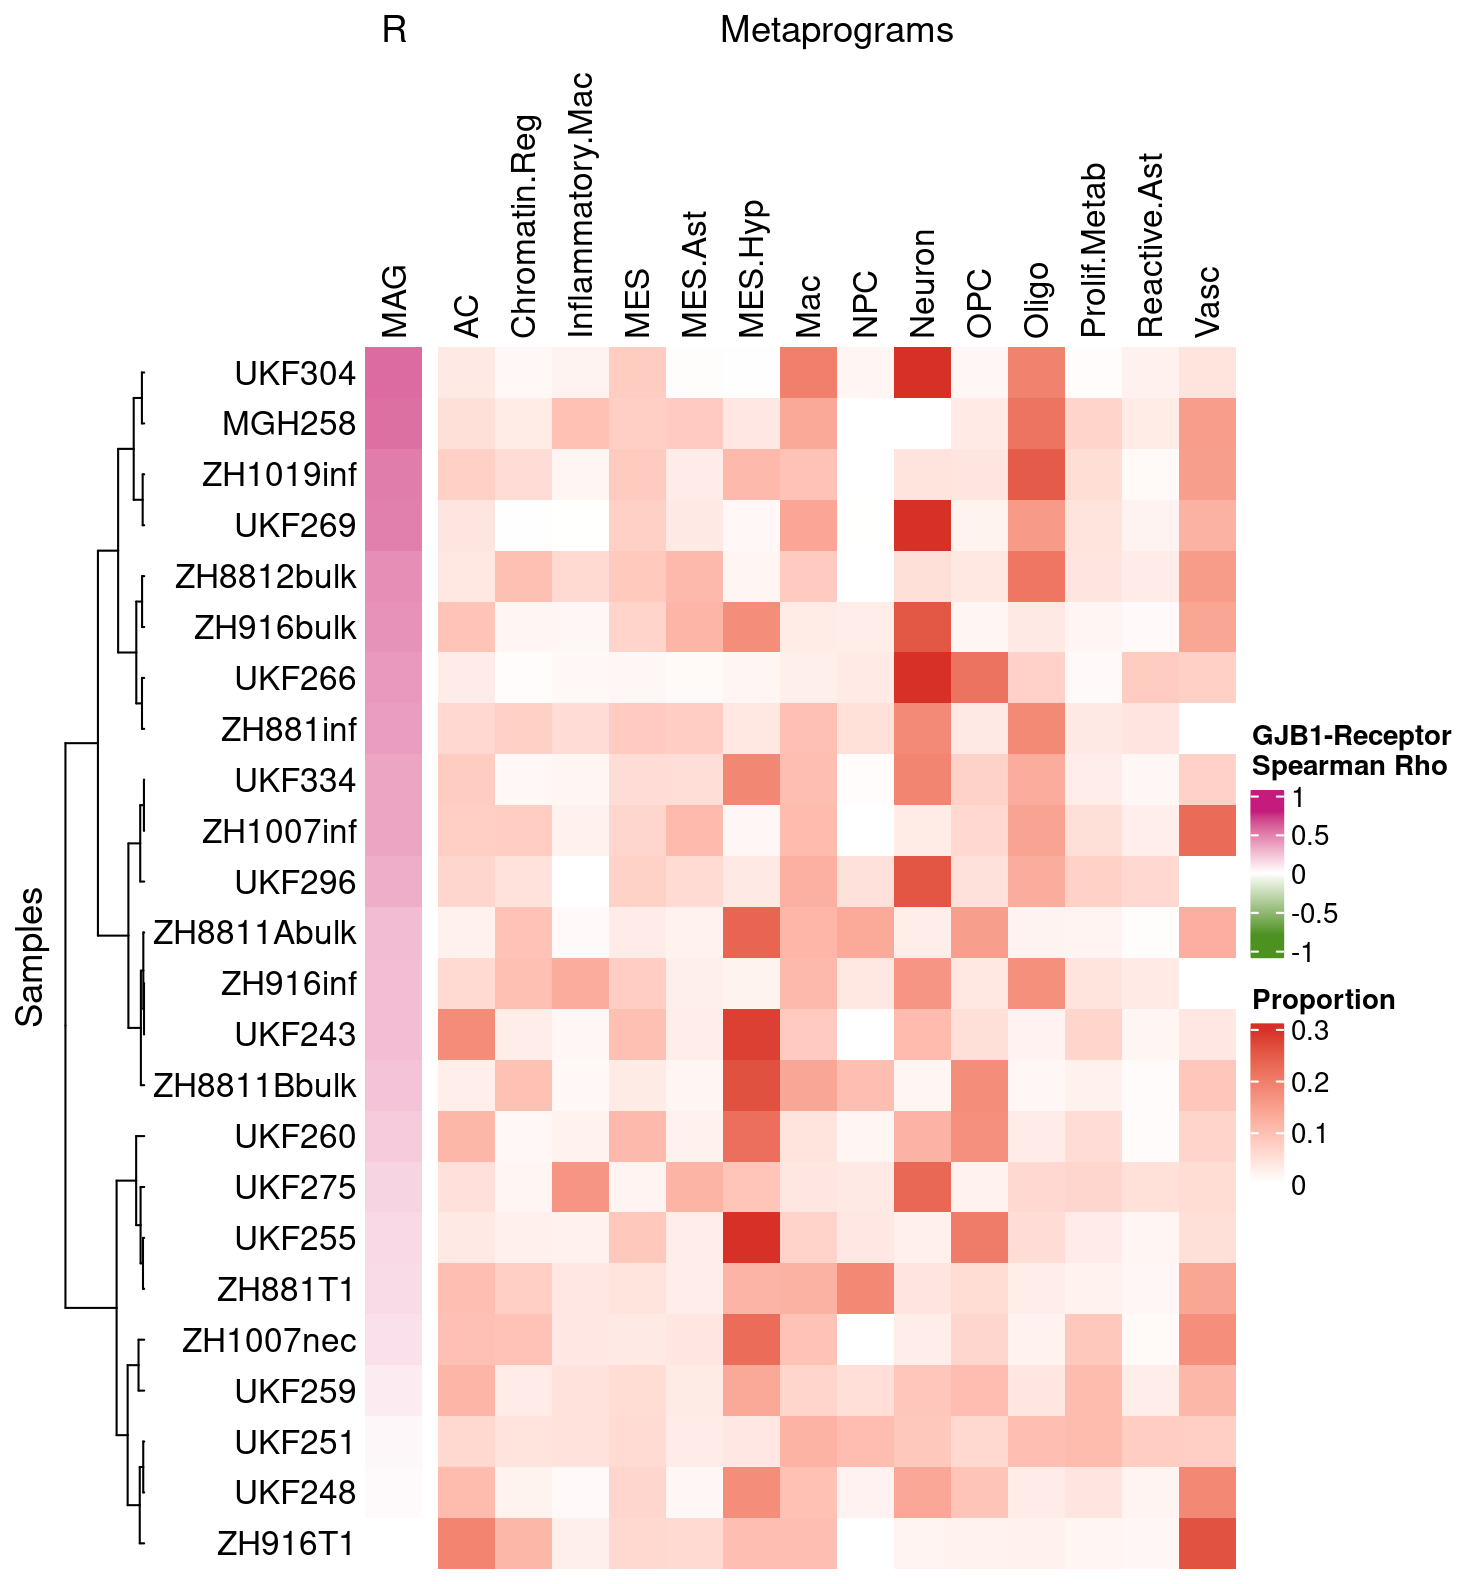 R
Metaprograms
MAG
AC
Chromatin.Reg
Inflammatory.Mac
MES
MES.Ast
MES.Hyp
Mac
NPC
Neuron
OPC
Oligo
Prolif.Metab
Reactive.Ast
Vasc
Samples
UKF304
MGH258
ZH1019inf
UKF269
ZH8812bulk
ZH916bulk
UKF266
ZH881inf
UKF334
ZH1007inf
UKF296
ZH8811Abulk
ZH916inf
UKF243
ZH8811Bbulk
UKF260
UKF275
UKF255
ZH881T1
ZH1007nec
UKF259
UKF251
UKF248
ZH916T1
GJB1-Receptor
Spearman Rho
1
0.5
0
-0.5
-1
Proportion
0.3
0.2
0.1
0